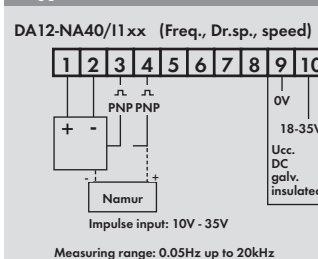 DA12-NA40/I1xx (Freq., Dr.sp., speed)
1 2 3 4 5 6 7 8 9 10
PNP PNP
0V
+ -
18-35V
Ucc.
DC
galv.
insulated
- +
Namur
Impulse input: 10V - 35V
Measuring range: 0.05Hz up to 20kHz